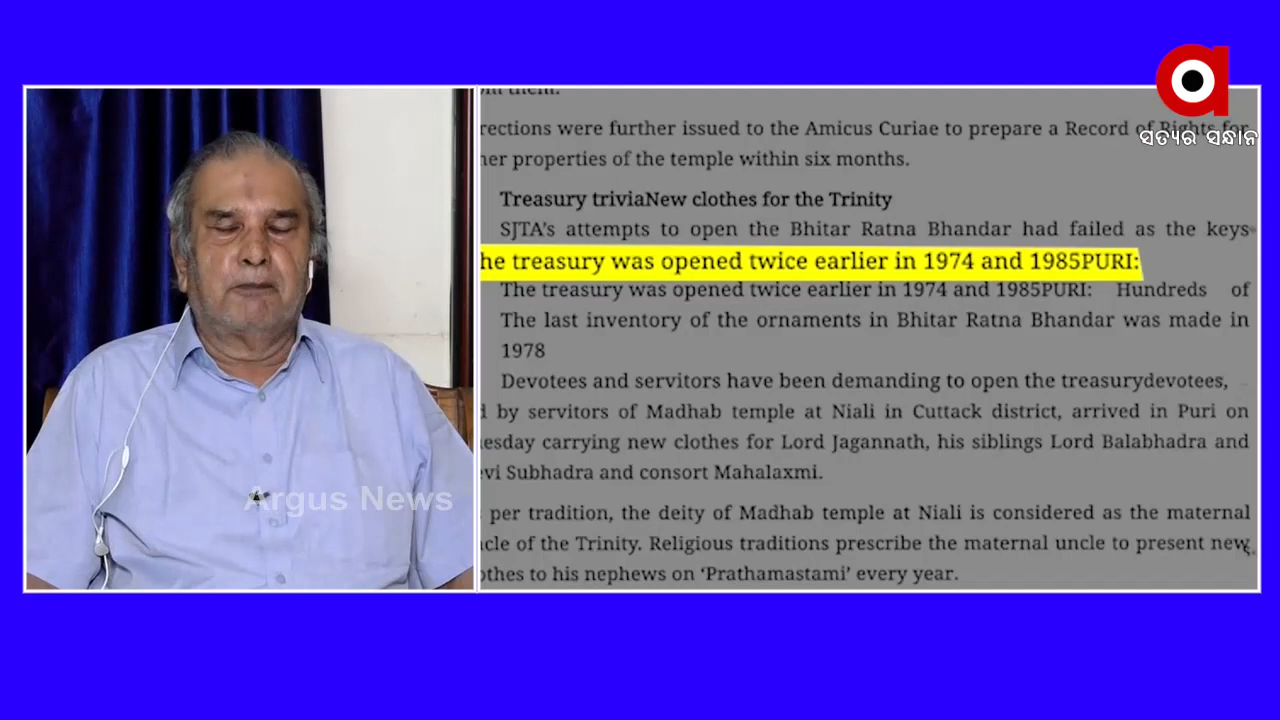 ସତ୍ୟର ସନ୍ଧାନ
Argus News
rections were further issued to the Amicus Curiae to prepare a Record of Rights for
her properties of the temple within six months.
Treasury triviaNew clothes for the Trinity
SJTA's attempts to open the Bhitar Ratna Bhandar had failed as the keys
he treasury was opened twice earlier in 1974 and 1985PURI:
The treasury was opened twice earlier in 1974 and 1985PURI: Hundreds of
The last inventory of the ornaments in Bhitar Ratna Bhandar was made in
1978
Devotees and servitors have been demanding to open the treasurydevotees,
d by servitors of Madhab temple at Niali in Cuttack district, arrived in Puri on
uesday carrying new clothes for Lord Jagannath, his siblings Lord Balabhadra and
evi Subhadra and consort Mahalaxmi.
per tradition, the deity of Madhab temple at Niali is considered as the maternal
ncle of the Trinity. Religious traditions prescribe the maternal uncle to present new
othes to his nephews on ‘Prathamastami’ every year.